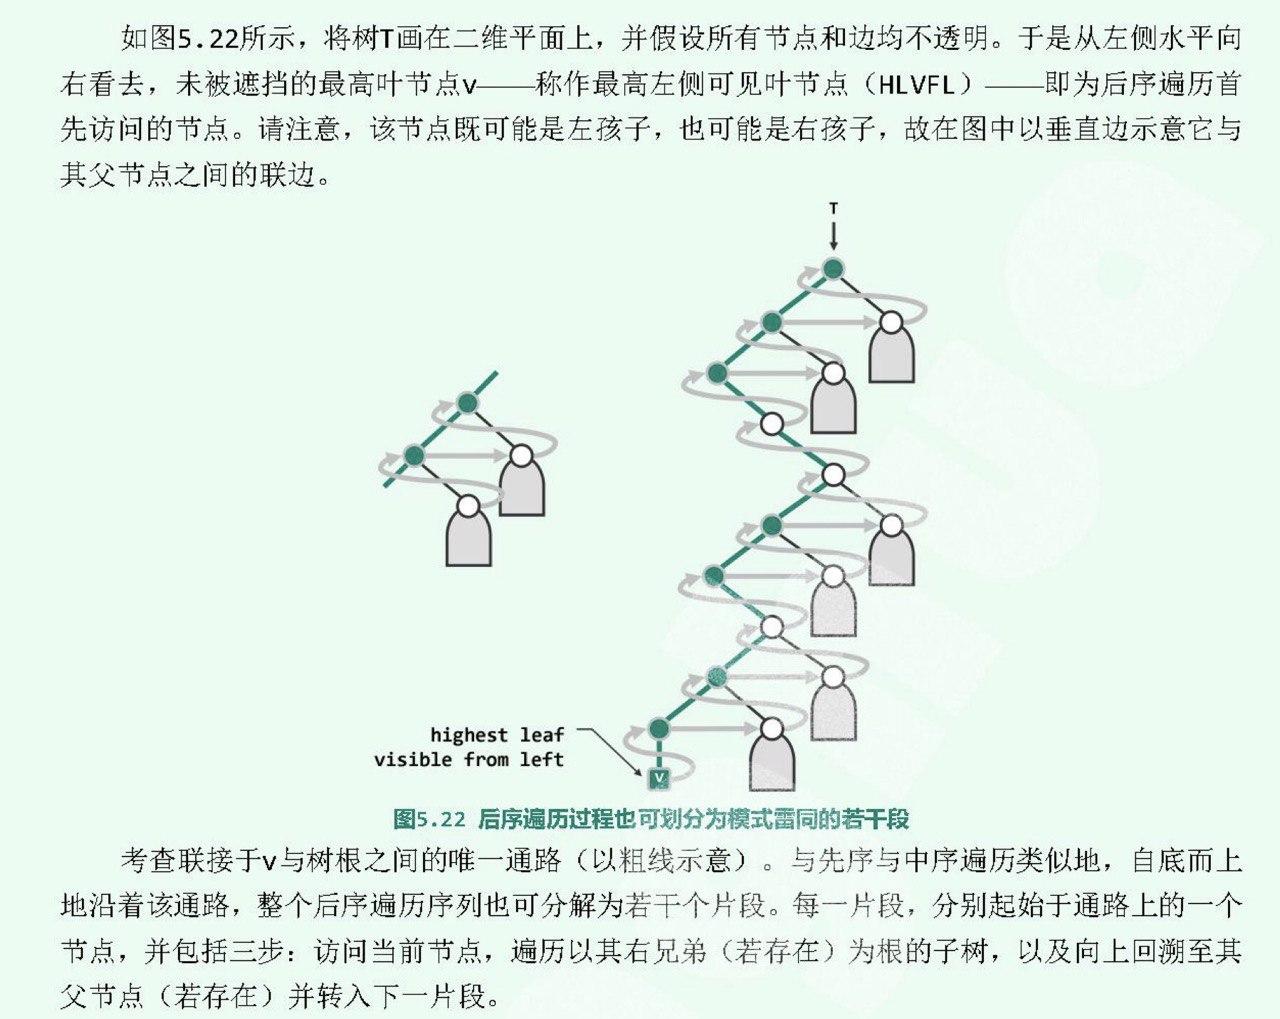 如图5.22所示，将树T画在二维平面上，并假设所有节点和边均不透明。于是从左侧水平向
右看去，未被遮挡的最高叶节点v——称作最高左侧可见叶节点（HLVFL）——即为后序遍历首
先访问的节点。请注意，该节点既可能是左孩子，也可能是右孩子，故在图中以垂直边示意它与
其父节点之间的联边。
T
highest leaf
visible from left
v
图5.22 后序遍历过程也可划分为模式雷同的若干段
考查联接于v与树根之间的唯一通路（以粗线示意）。与先序与中序遍历类似地，自底而上
地沿着该通路，整个后序遍历序列也可分解为若干个片段。每一片段，分别起始于通路上的一个
节点，并包括三步：访问当前节点，遍历以其右兄弟（若存在）为根的子树，以及向上回溯至其
父节点（若存在）并转入下一片段。